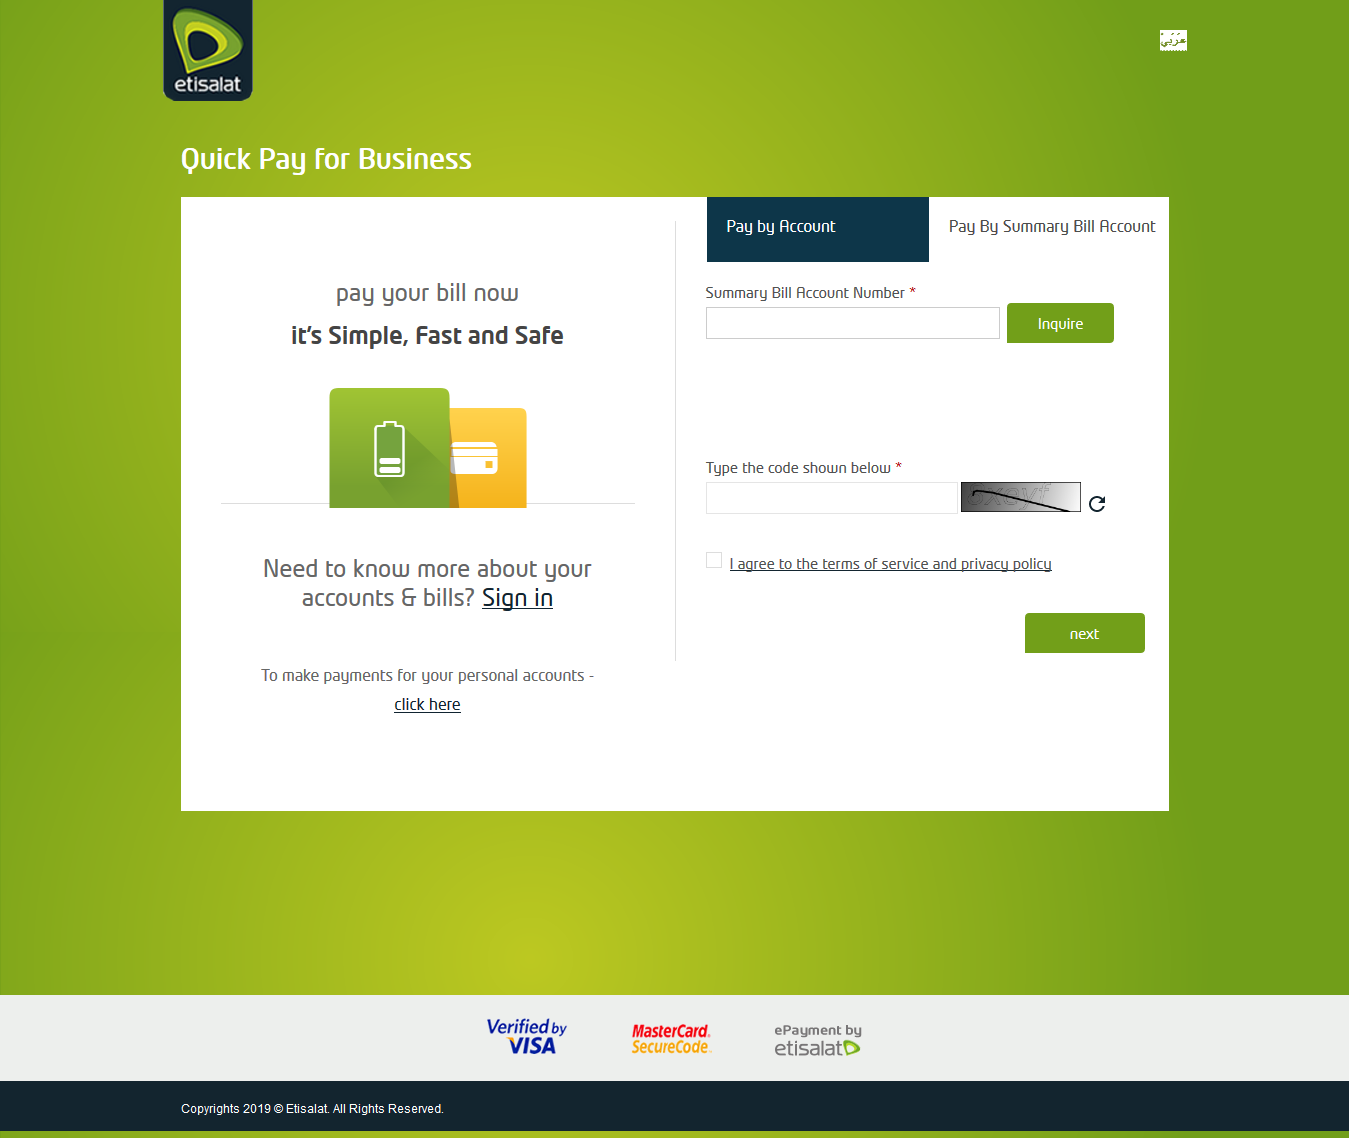 etisalat
عَرَبيْ
Quick Pay for Business
pay your bill now
it's Simple, Fast and Safe
Need to know more about your
accounts & bills? Sign in
To make payments for your personal accounts -
click here
Pay by Account
Pay By Summary Bill Account
Summary Bill Account Number *
Inquire
Type the code shown below *
I agree to the terms of service and privacy policy
next
Verified by
VISA
MasterCard.
SecureCode.
ePayment by
etisalat
Copyrights 2019 © Etisalat. All Rights Reserved.